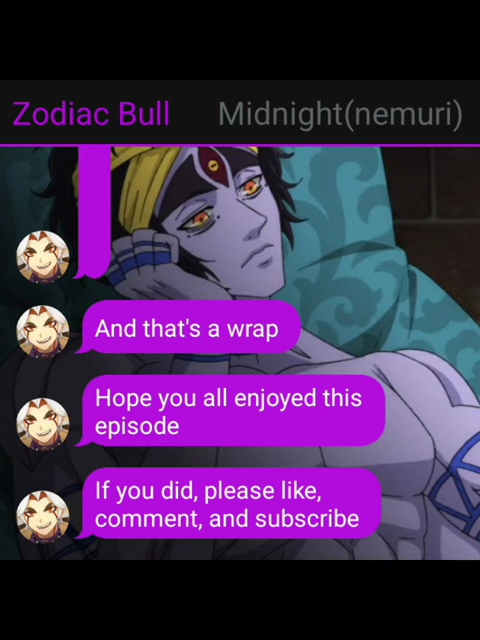 Zodiac Bull Midnight(nemuri)
And that's a wrap
Hope you all enjoyed this
episode
If you did, please like,
comment, and subscribe